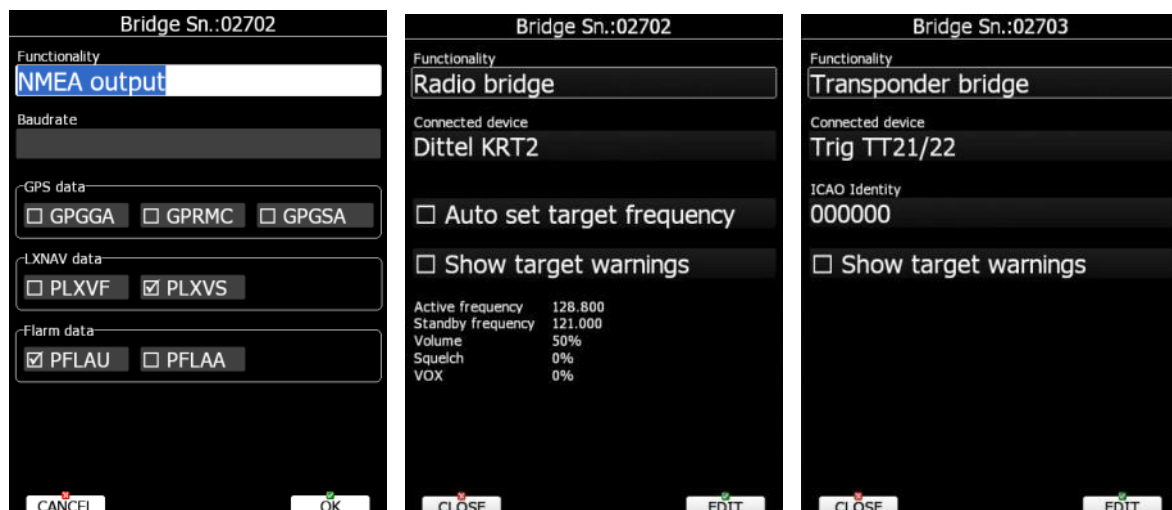 Bridge Sn.:02702
Functionality
NMEA output
Baudrate
GPS data
GPGGA GPRMC GPGSA
LXNAV data
PLXVF PLXVS
Flarm data
PFLAU PFLAA
CANCEL OK
Bridge Sn.:02702
Functionality
Radio bridge
Connected device
Dittel KRT2
Auto set target frequency
Show target warnings
Active frequency 128.800
Standby frequency 121.000
Volume 50%
Squelch 0%
VOX 0%
CLOSE EDIT
Bridge Sn.:02703
Functionality
Transponder bridge
Connected device
Trig TT21/22
ICAO Identity
000000
Show target warnings
CLOSE EDIT